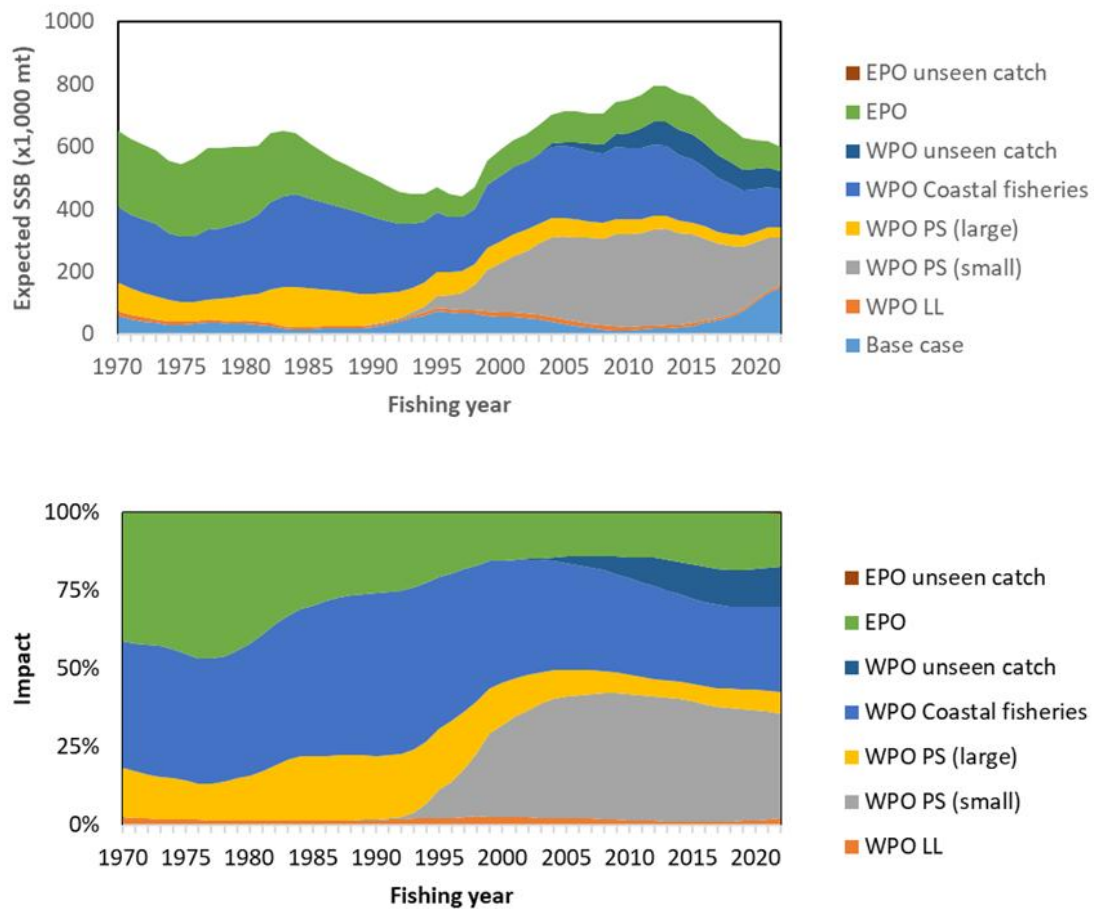 1000
800
600
400
200
0
Expected SSB (x1,000 mt)
1970 1975 1980 1985 1990 1995 2000 2005 2010 2015 2020
Fishing year
EPO unseen catch
EPO
WPO unseen catch
WPO Coastal fisheries
WPO PS (large)
WPO PS (small)
WPO LL
Base case
100%
75%
50%
25%
0%
Impact
1970 1975 1980 1985 1990 1995 2000 2005 2010 2015 2020
Fishing year
EPO unseen catch
EPO
WPO unseen catch
WPO Coastal fisheries
WPO PS (large)
WPO PS (small)
WPO LL